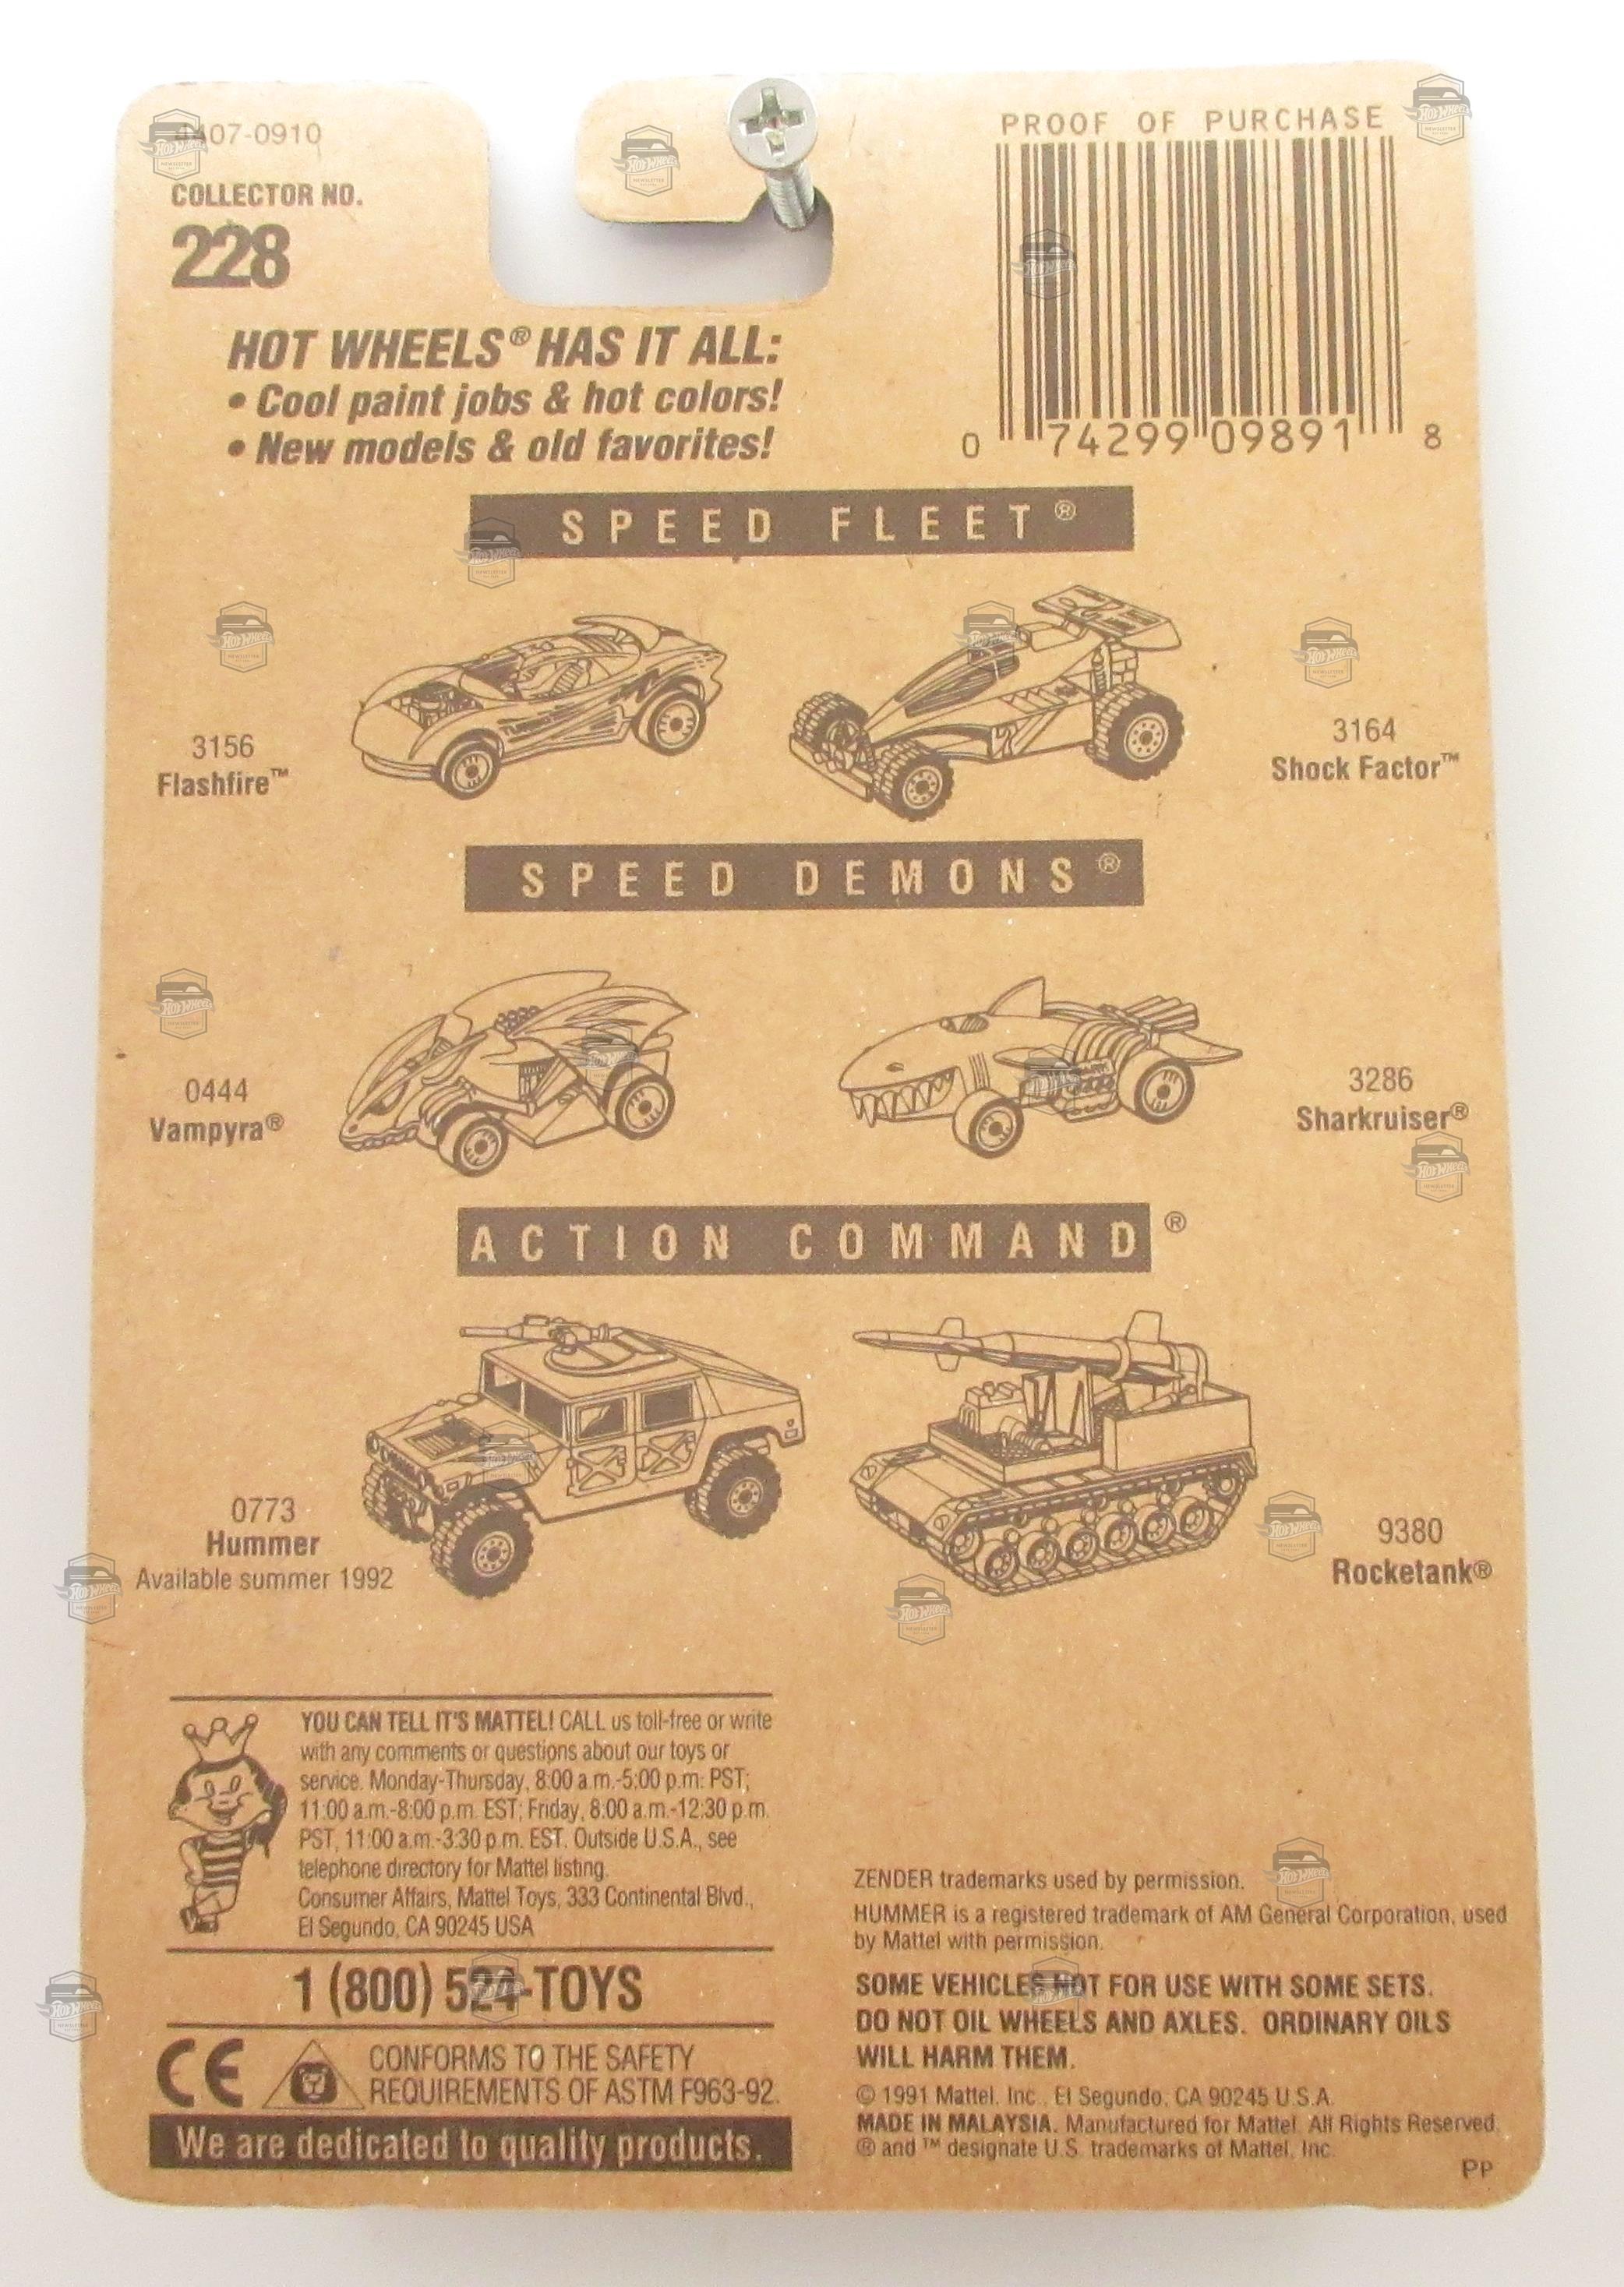 07-0910
COLLECTOR NO.
228
PROOF OF PURCHASE
0 74299 09891 8
HOT WHEELS® HAS IT ALL:
• Cool paint jobs & hot colors!
• New models & old favorites!
SPEED FLEET®
3156
Flashfire™
3164
Shock Factor™
SPEED DEMONS®
0444
Vampyra®
3286
Sharkruiser®
ACTION COMMAND®
0773
Hummer
Available summer 1992
9380
Rocketank®
YOU CAN TELL IT'S MATTEL! CALL us toll-free or write
with any comments or questions about our toys or
service. Monday-Thursday, 8:00 a.m.-5:00 p.m. PST;
11:00 a.m.-8:00 p.m. EST; Friday, 8:00 a.m.-12:30 p.m.
PST, 11:00 a.m.-3:30 p.m. EST. Outside U.S.A., see
telephone directory for Mattel listing.
Consumer Affairs, Mattel Toys, 333 Continental Blvd.,
El Segundo, CA 90245 USA
1 (800) 524-TOYS
CE CONFORMS TO THE SAFETY
REQUIREMENTS OF ASTM F963-92.
We are dedicated to quality products.
ZENDER trademarks used by permission.
HUMMER is a registered trademark of AM General Corporation, used
by Mattel with permission.
SOME VEHICLES NOT FOR USE WITH SOME SETS.
DO NOT OIL WHEELS AND AXLES. ORDINARY OILS
WILL HARM THEM.
© 1991 Mattel, Inc., El Segundo, CA 90245 U.S.A.
MADE IN MALAYSIA. Manufactured for Mattel. All Rights Reserved.
® and ™ designate U.S. trademarks of Mattel, Inc.
PP